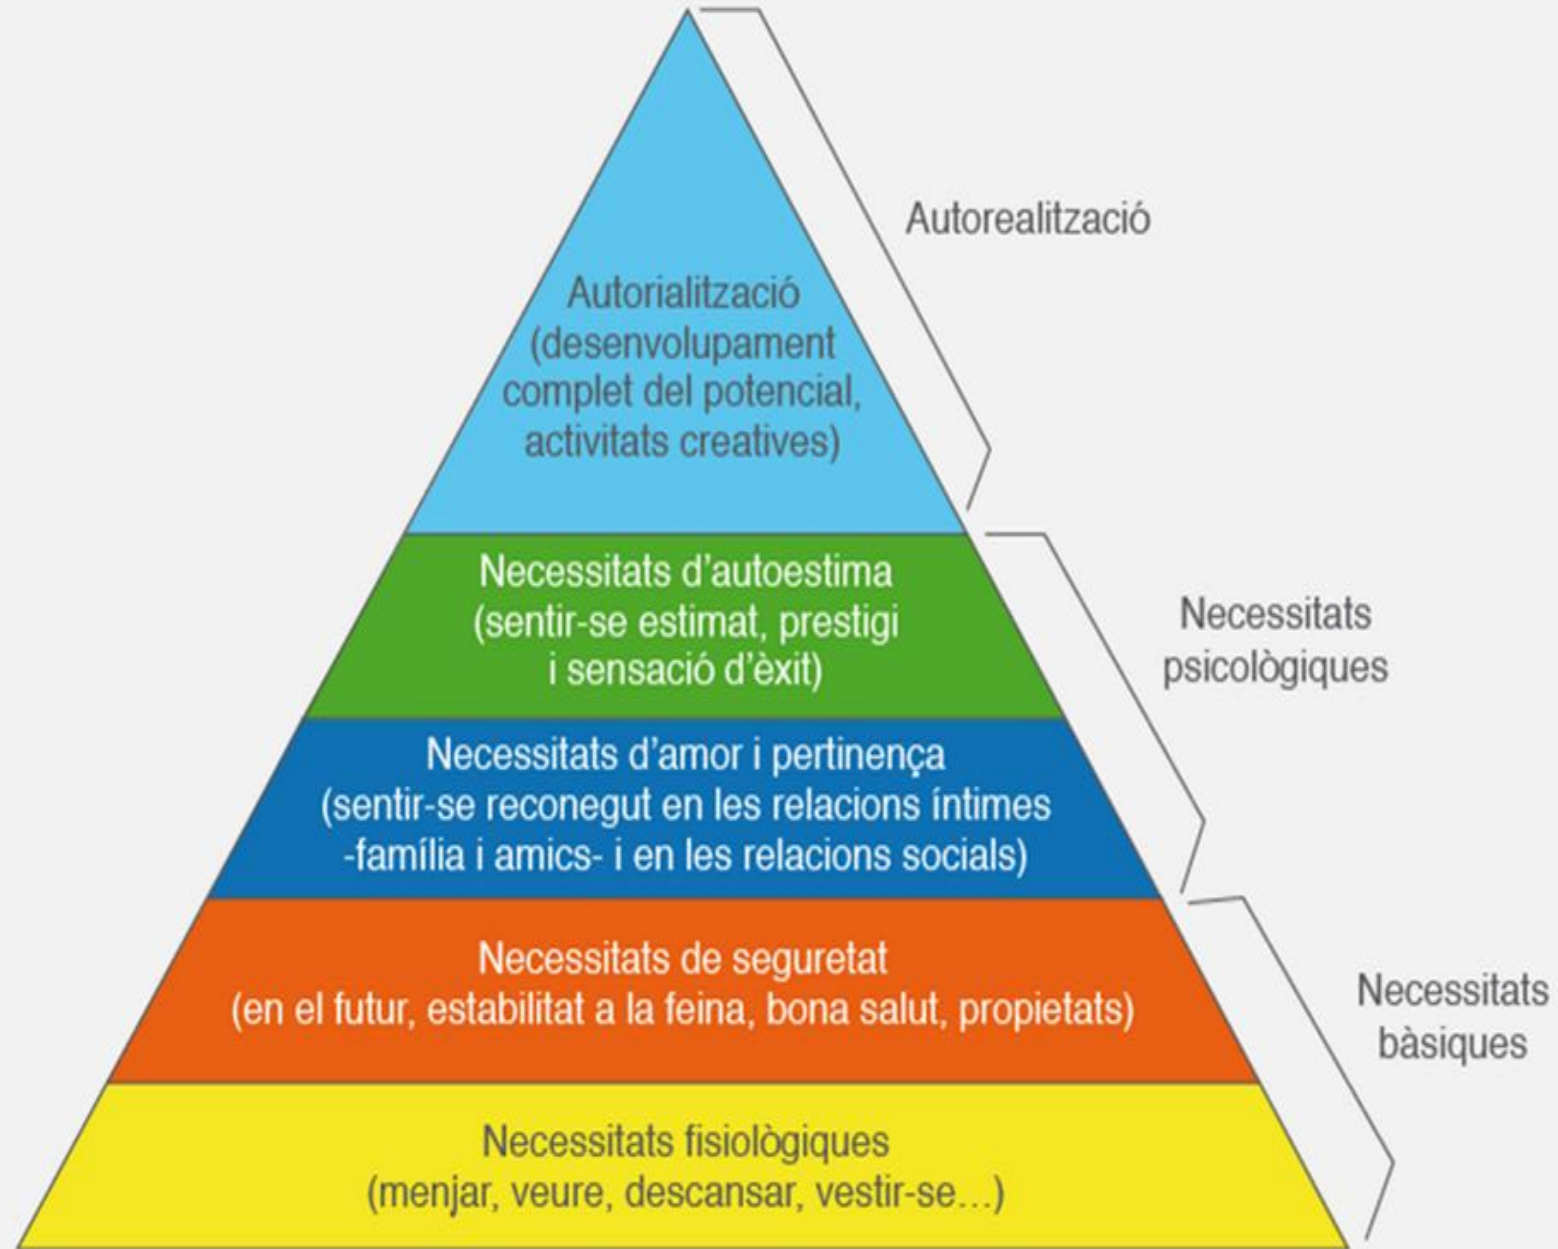 Autorealització
Autorialització
(desenvolupament
complet del potencial,
activitats creatives)
Necessitats d’autoestima
(sentir-se estimat, prestigi
i sensació d’èxit)
Necessitats
psicològiques
Necessitats d’amor i pertinença
(sentir-se reconegut en les relacions íntimes
-família i amics- i en les relacions socials)
Necessitats de seguretat
(en el futur, estabilitat a la feina, bona salut, propietats)
Necessitats
bàsiques
Necessitats fisiològiques
(menjar, veure, descansar, vestir-se...)